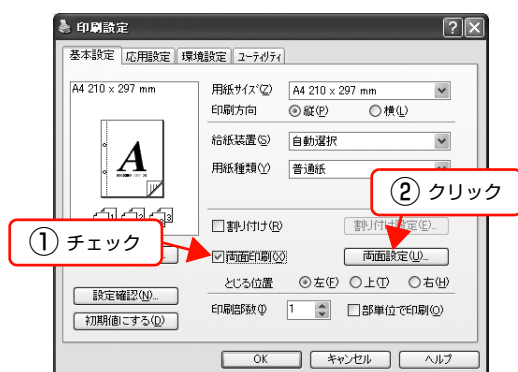 印刷設定
基本設定 応用設定 環境設定 ユーティリティ
A4 210 x 297 mm
用紙サイズ(Z) A4 210 x 297 mm
印刷方向 縦(P) 横(L)
給紙装置(S) 自動選択
用紙種類(Y) 普通紙
② クリック
割り付け(R) 割り付け設定(E)...
① チェック
両面印刷(X) 両面設定(U)...
とじる位置 左(F) 上(T) 右(H)
設定確認(N)...
印刷部数(I) 1 部単位で印刷(O)
初期値にする(D)
OK キャンセル ヘルプ